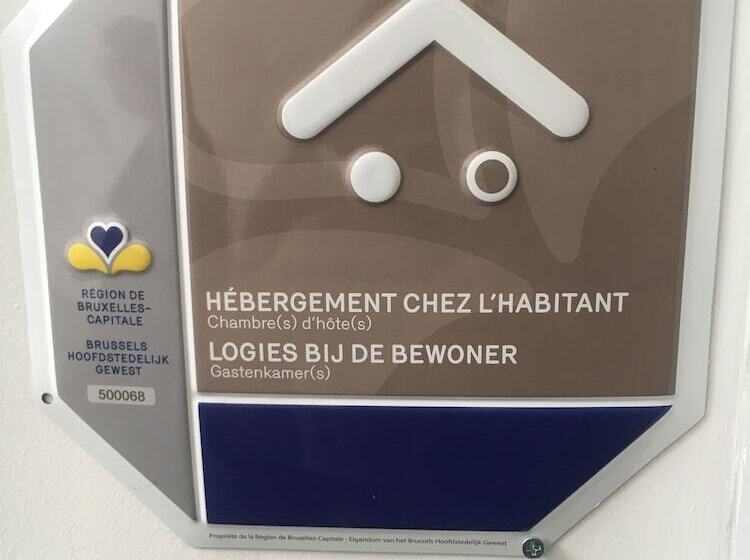 RÉGION DE
BRUXELLES-
CAPITALE
BRUSSELS
HOOFDSTEDELIJK
GEWEST
500068
HÉBERGEMENT CHEZ L'HABITANT
Chambre(s) d'hôte(s)
LOGIES BIJ DE BEWONER
Gastenkamer(s)
Propriété de la Région de Bruxelles-Capitale - Eigendom van het Brussels Hoofdstedelijk Gewest